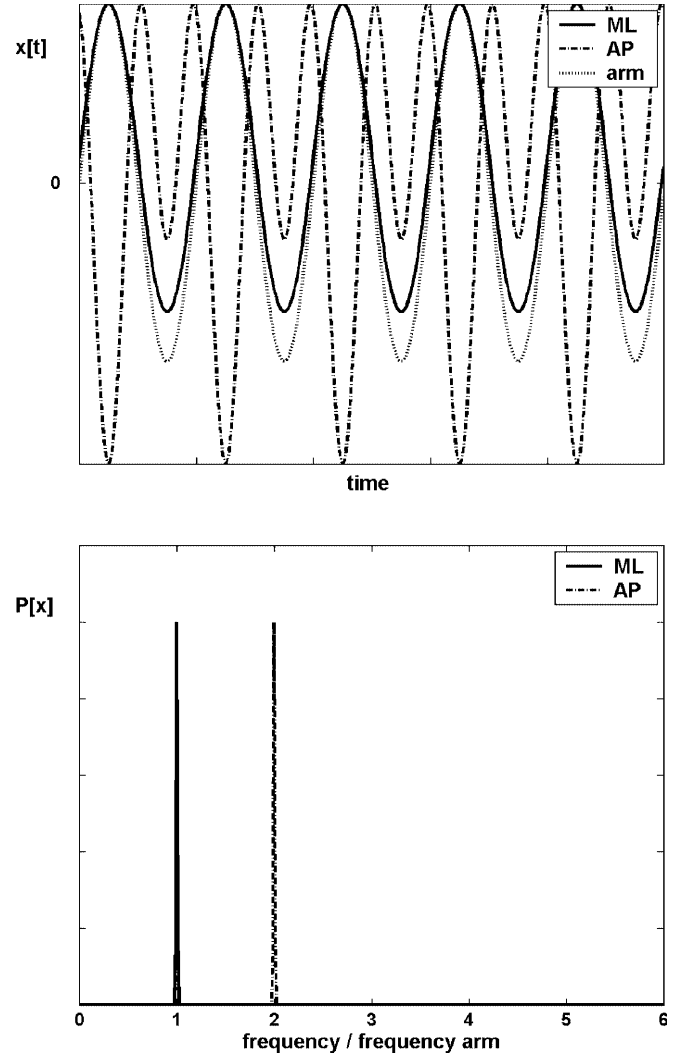 x[t]
ML
AP
arm
0
time
P[x]
ML
AP
0 1 2 3 4 5 6
frequency / frequency arm